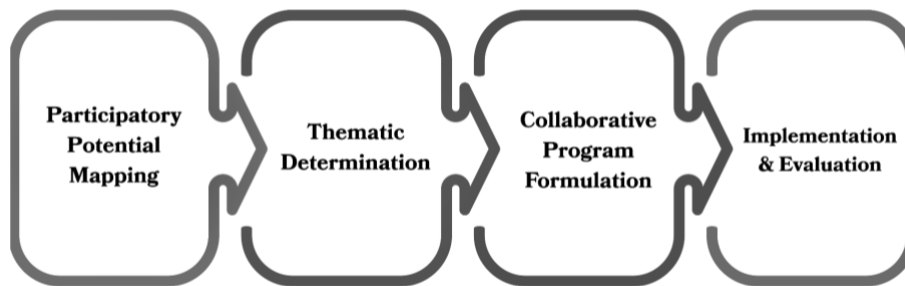 Participatory
Potential
Mapping
Thematic
Determination
Collaborative
Program
Formulation
Implementation
& Evaluation